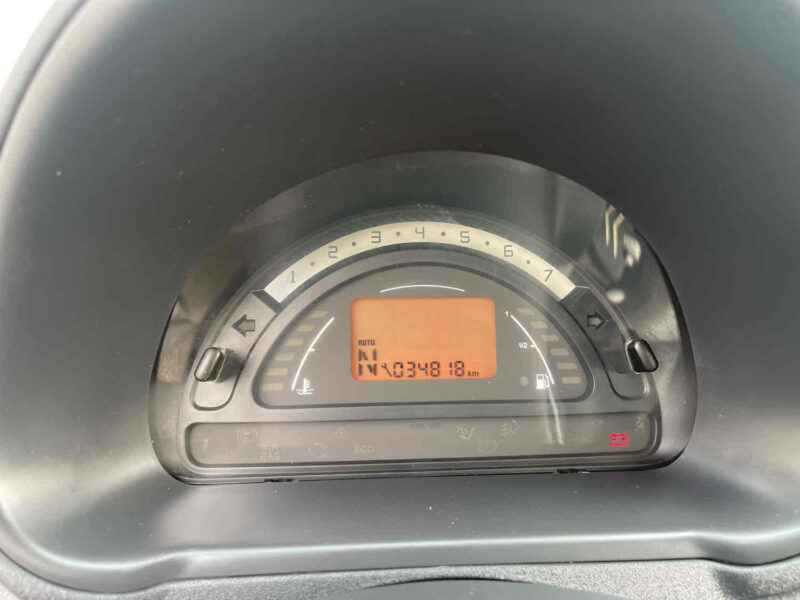 1 2 3 4 5 6 7
1
1/2
AUTO
N 034818 km
AIR BAG
ECO